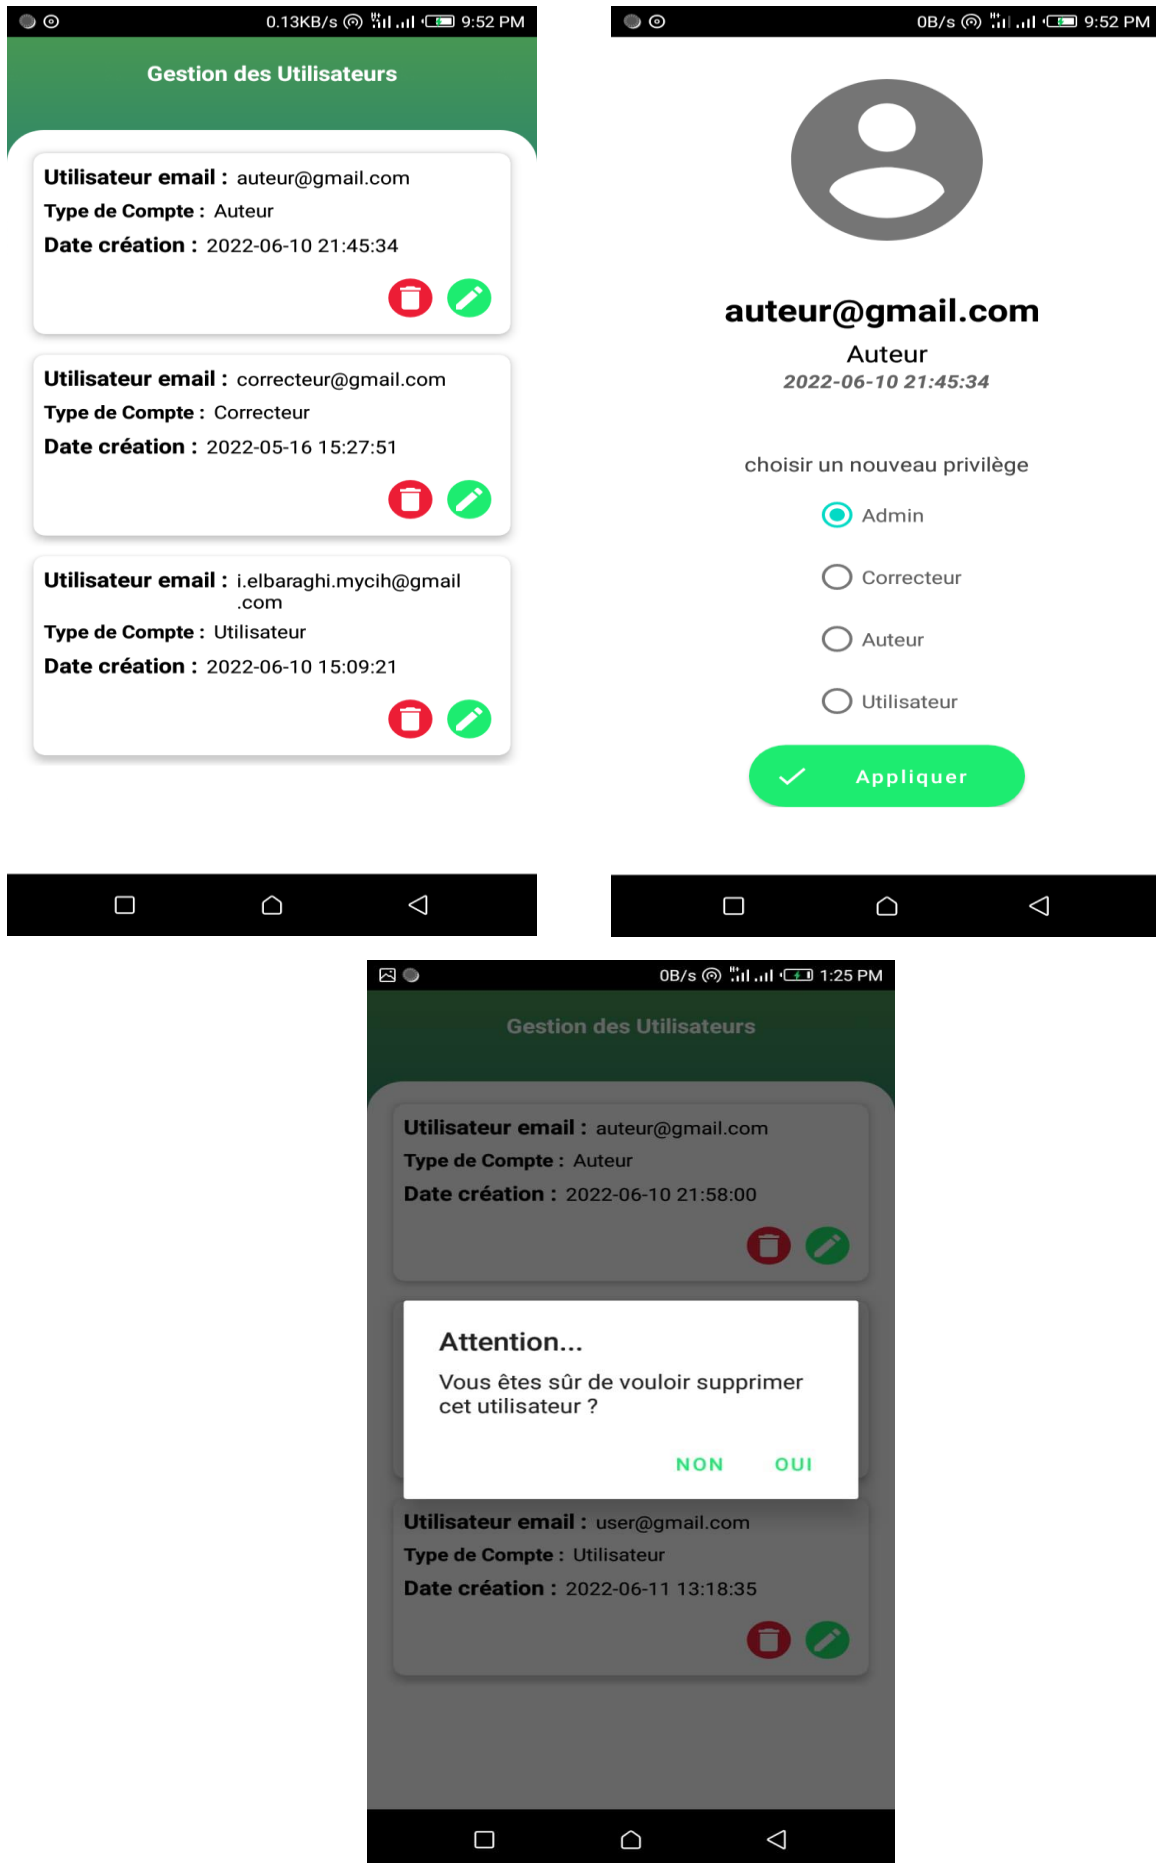 0.13KB/s 9:52 PM
Gestion des Utilisateurs
Utilisateur email : auteur@gmail.com
Type de Compte : Auteur
Date création : 2022-06-10 21:45:34
Utilisateur email : correcteur@gmail.com
Type de Compte : Correcteur
Date création : 2022-05-16 15:27:51
Utilisateur email : i.elbaraghi.mycih@gmail
.com
Type de Compte : Utilisateur
Date création : 2022-06-10 15:09:21
0B/s 9:52 PM
auteur@gmail.com
Auteur
2022-06-10 21:45:34
choisir un nouveau privilège
Admin
Correcteur
Auteur
Utilisateur
Appliquer
0B/s 1:25 PM
Gestion des Utilisateurs
Utilisateur email : auteur@gmail.com
Type de Compte : Auteur
Date création : 2022-06-10 21:58:00
Attention...
Vous êtes sûr de vouloir supprimer
cet utilisateur ?
NON OUI
Utilisateur email : user@gmail.com
Type de Compte : Utilisateur
Date création : 2022-06-11 13:18:35